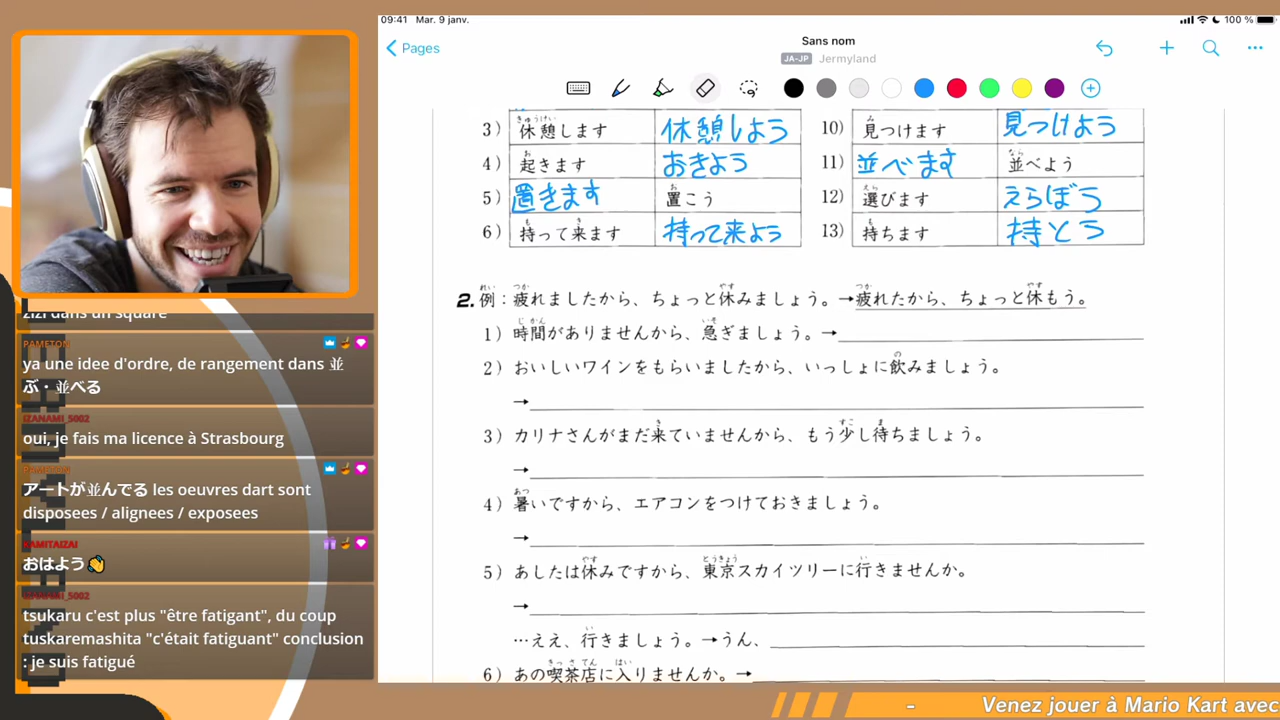 09:41 Mar. 9 janv.
100 %
Pages
Sans nom
JA-JP Jermyland
3) 休憩します 休憩しよう
4) 起きます おきよう
5) 置きます 置こう
6) 持って来ます 持って来よう
10) 見つけます 見つけよう
11) 並べます 並べよう
12) 選びます えらぼう
13) 持ちます 持とう
2. 例：疲れましたから、ちょっと休みましょう。→疲れたから、ちょっと休もう。
1) 時間がありませんから、急ぎましょう。→
2) おいしいワインをもらいましたから、いっしょに飲みましょう。
→
3) カリナさんがまだ来ていませんから、もう少し待ちましょう。
→
4) 暑いですから、エアコンをつけておきましょう。
→
5) あしたは休みですから、東京スカイツリーに行きませんか。
→
…ええ、行きましょう。→うん、
6) あの喫茶店に入りませんか。→
zizi dans un square
PAMETON
ya une idee d'ordre, de rangement dans 並ぶ・並べる
IZANAMI_5002
oui, je fais ma licence à Strasbourg
アートが並んでる les oeuvres dart sont disposees / alignees / exposees
おはよう👏
tsukaru c'est plus "être fatigant", du coup tuskaremashita "c'était fatiguant" conclusion : je suis fatigué
- Venez jouer à Mario Kart avec